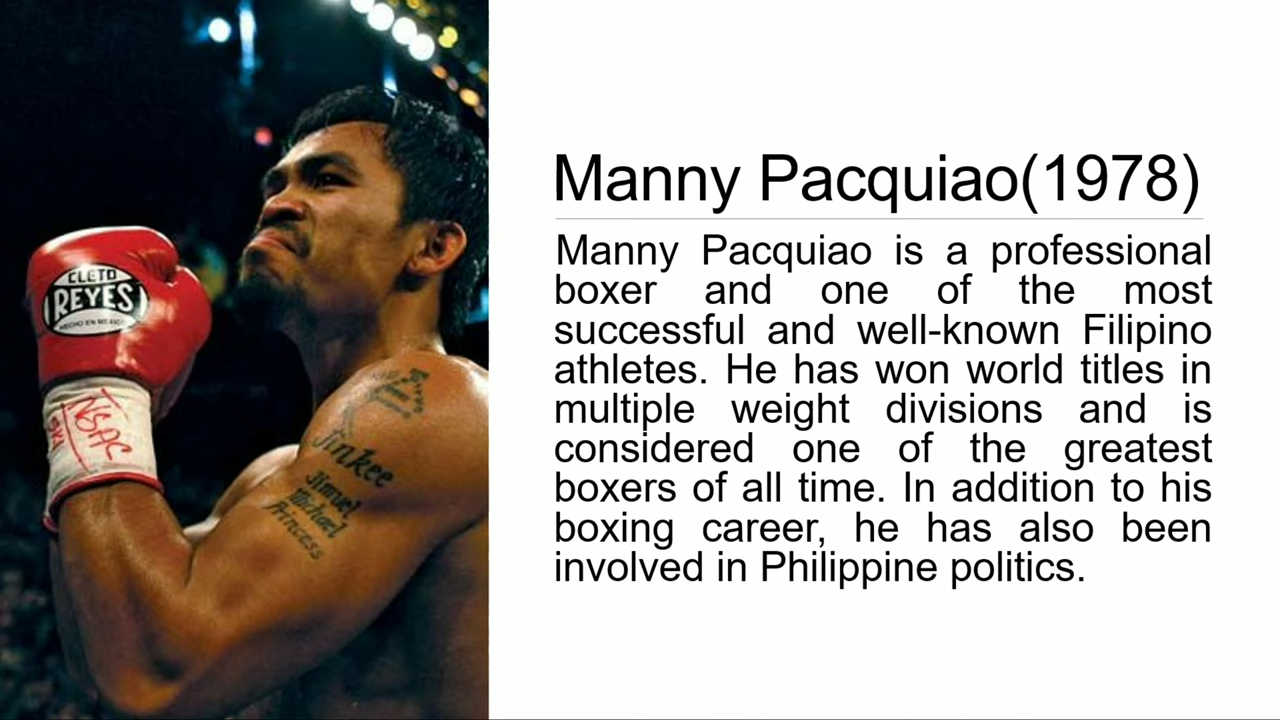 CLETO
REYES
HECHO EN MEXICO
NSAC
Jinkee
Jimuel
Michael
Princess
Manny Pacquiao(1978)
Manny Pacquiao is a professional
boxer and one of the most
successful and well-known Filipino
athletes. He has won world titles in
multiple weight divisions and is
considered one of the greatest
boxers of all time. In addition to his
boxing career, he has also been
involved in Philippine politics.